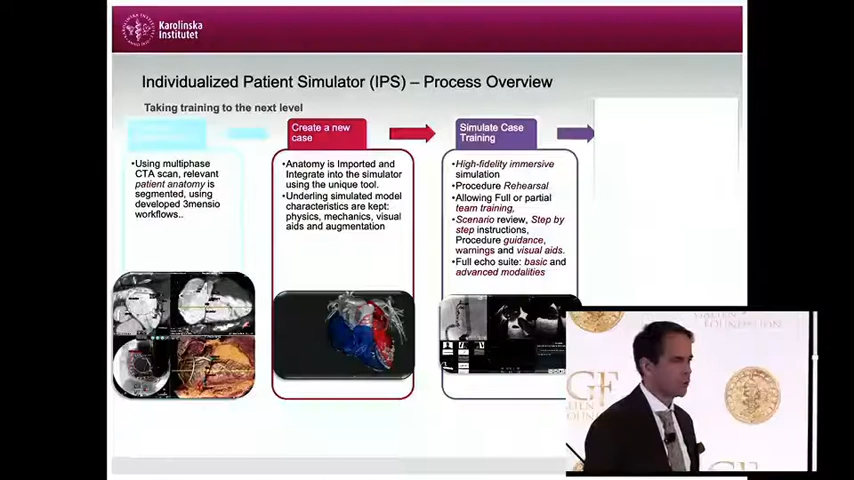 Karolinska
Institutet
Individualized Patient Simulator (IPS) – Process Overview
Taking training to the next level
Create a new
case
Simulate Case
Training
•Using multiphase
CTA scan, relevant
patient anatomy is
segmented, using
developed 3mensio
workflows..
•Anatomy is Imported and
Integrate into the simulator
using the unique tool.
•Underling simulated model
characteristics are kept:
physics, mechanics, visual
aids and augmentation
•High-fidelity immersive
simulation
•Procedure Rehearsal
•Allowing Full or partial
team training,
•Scenario review, Step by
step instructions,
Procedure guidance,
warnings and visual aids.
•Full echo suite: basic and
advanced modalities
FOUNDATION
GF